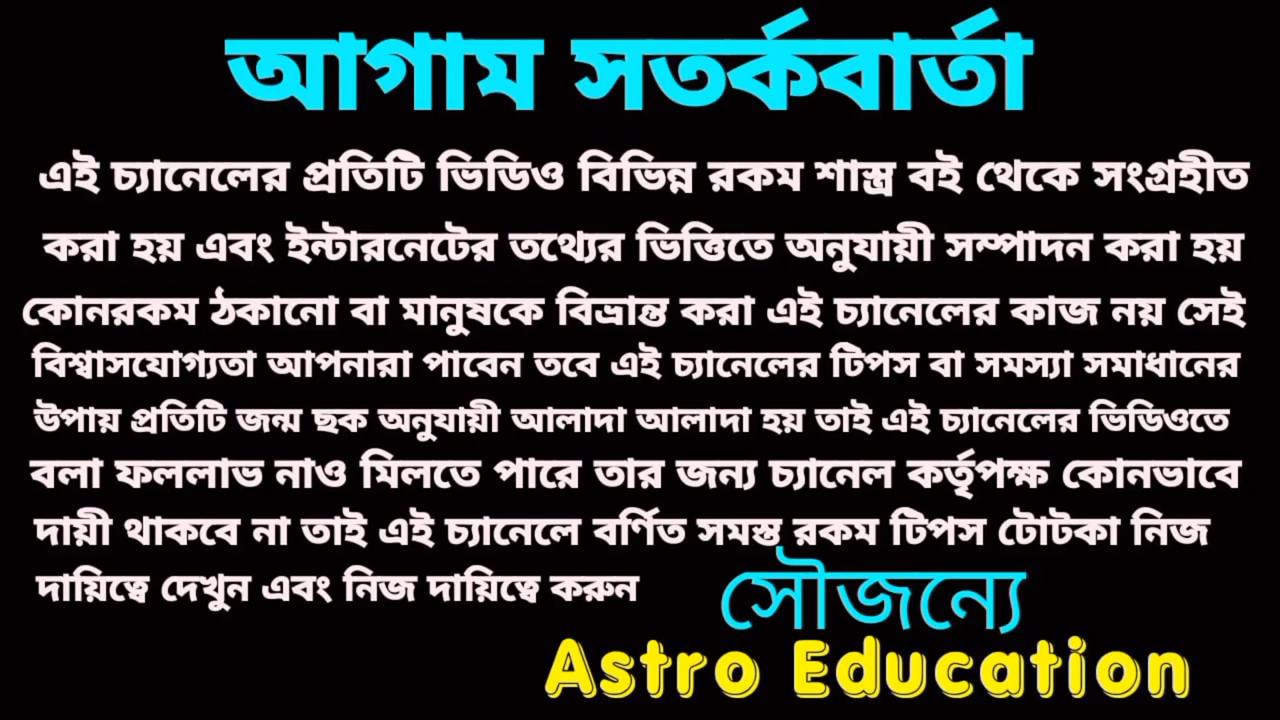 আগাম সতর্কবার্তা
এই চ্যানেলের প্রতিটি ভিডিও বিভিন্ন রকম শাস্ত্র বই থেকে সংগ্রহীত
করা হয় এবং ইন্টারনেটের তথ্যের ভিত্তিতে অনুযায়ী সম্পাদন করা হয়
কোনরকম ঠকানো বা মানুষকে বিভ্রান্ত করা এই চ্যানেলের কাজ নয় সেই
বিশ্বাসযোগ্যতা আপনারা পাবেন তবে এই চ্যানেলের টিপস বা সমস্যা সমাধানের
উপায় প্রতিটি জন্ম ছক অনুযায়ী আলাদা আলাদা হয় তাই এই চ্যানেলের ভিডিওতে
বলা ফললাভ নাও মিলতে পারে তার জন্য চ্যানেল কর্তৃপক্ষ কোনভাবে
দায়ী থাকবে না তাই এই চ্যানেলে বর্ণিত সমস্ত রকম টিপস টোটকা নিজ
দায়িত্বে দেখুন এবং নিজ দায়িত্বে করুন
সৌজন্যে
Astro Education